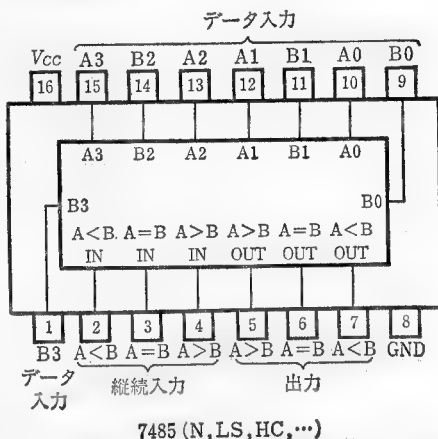 データ入力
Vcc A3 B2 A2 A1 B1 A0 B0
16 15 14 13 12 11 10 9
A3 B2 A2 A1 B1 A0
B3 B0
A<B A=B A>B A>B A=B A<B
IN IN IN OUT OUT OUT
1 2 3 4 5 6 7 8
B3 A<B A=B A>B A>B A=B A<B GND
データ
入力
縦続入力 出力
7485 (N, LS, HC, …)